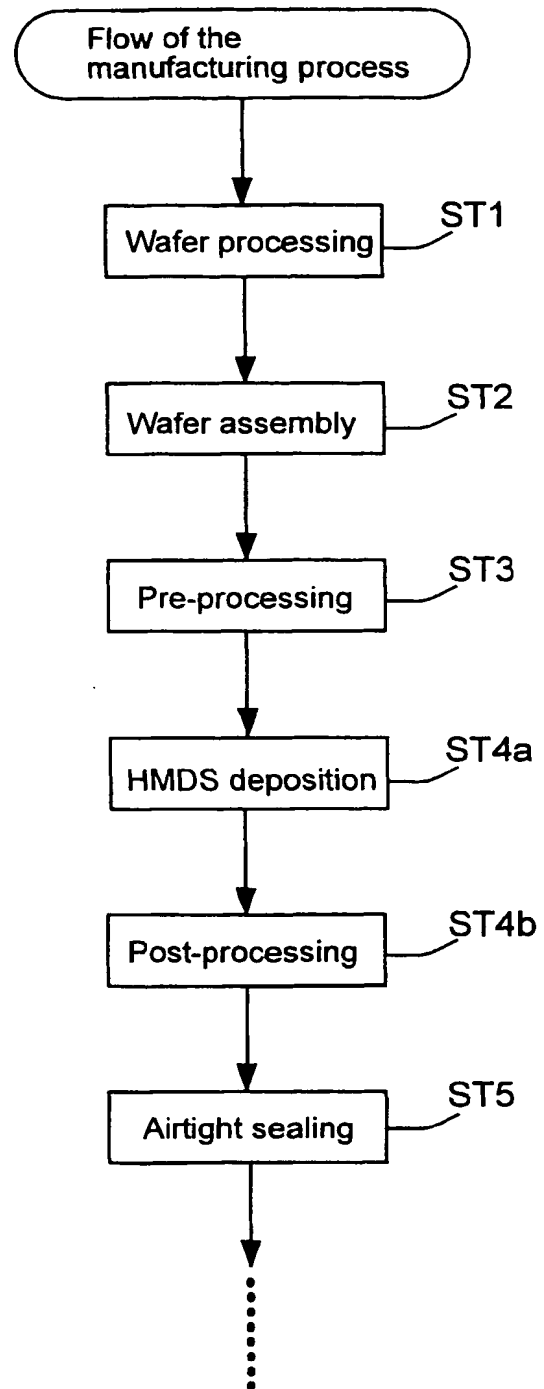 Flow of the
manufacturing process
ST1
Wafer processing
ST2
Wafer assembly
ST3
Pre-processing
ST4a
HMDS deposition
ST4b
Post-processing
ST5
Airtight sealing